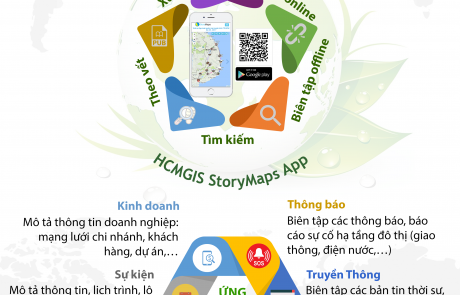 online
PUB
Google play
Theo vết
Biên tập offline
Tìm kiếm
HCMGIS StoryMaps App
Kinh doanh
Mô tả thông tin doanh nghiệp:
mạng lưới chi nhánh, khách
hàng, dự án,…
Thông báo
Biên tập các thông báo, báo
cáo sự cố hạ tầng đô thị (giao
thông, điện nước,…)
SOS
Sự kiện
Mô tả thông tin, lịch trình, lộ
ỨNG
Truyền Thông
Biên tập các bản tin thời sự,